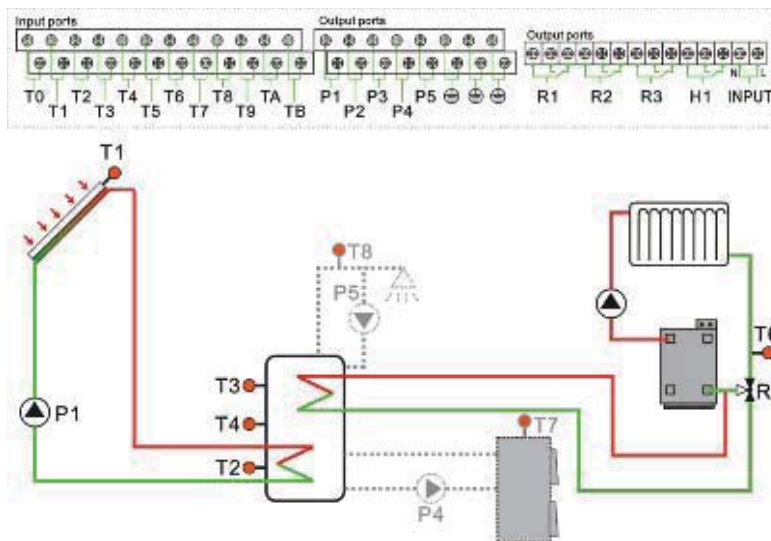 Input ports
Output ports
Output ports
T0 T2 T4 T6 T8 TA
T1 T3 T5 T7 T9 TB
P1 P3 P5
P2 P4
R1 R2 R3 H1 INPUT
N L
T1
T8
P5
T3
T4
T2
P1
T7
P4